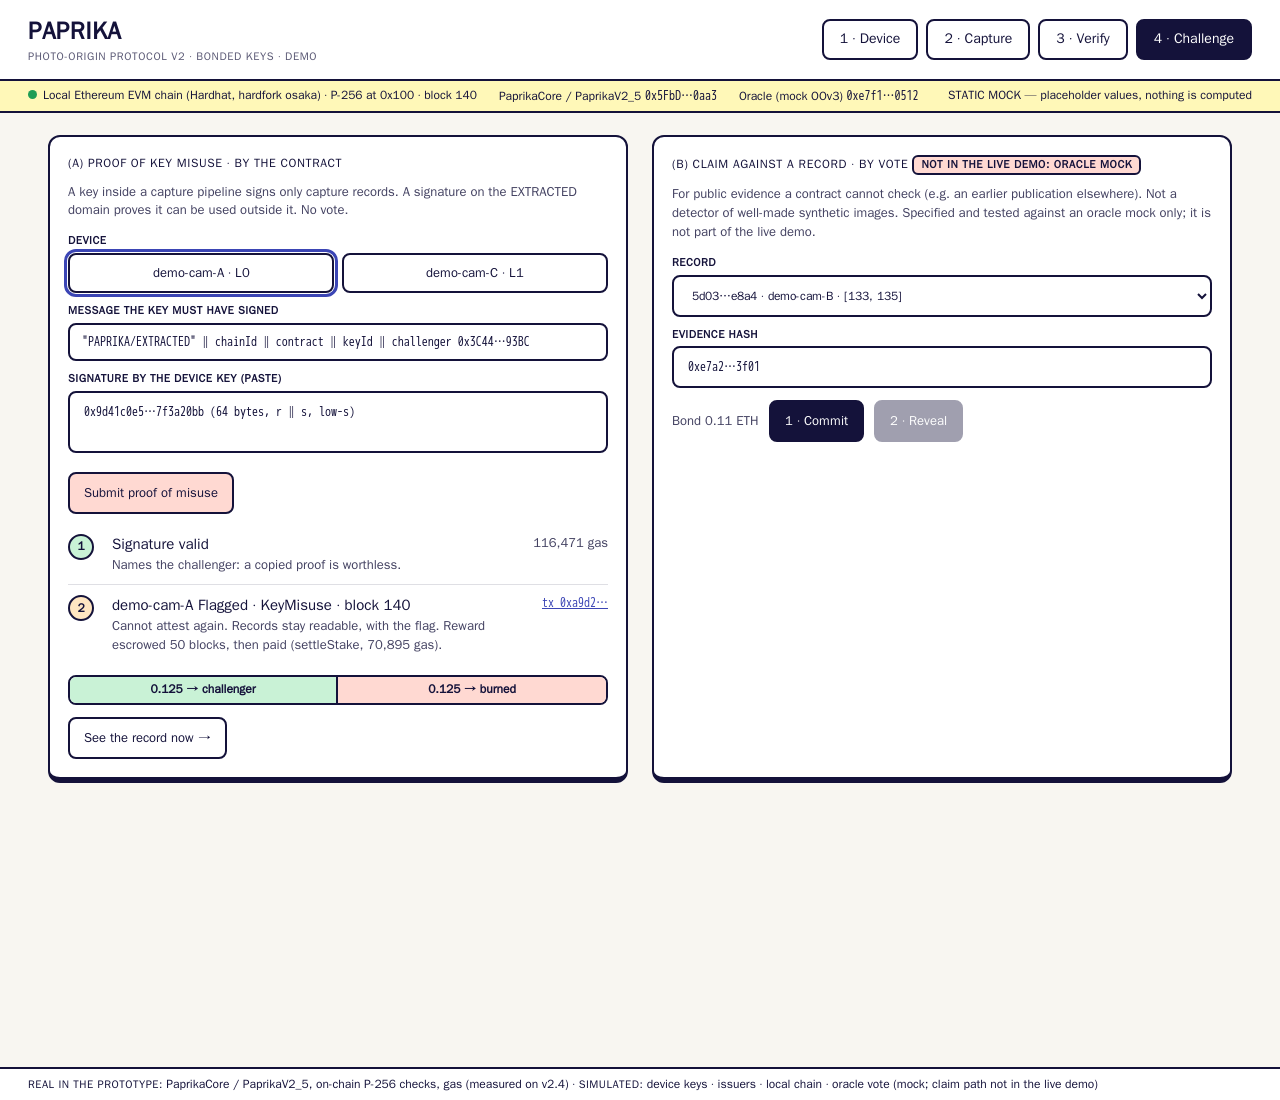 PAPRIKA
PHOTO-ORIGIN PROTOCOL V2 · BONDED KEYS · DEMO
1 · Device
2 · Capture
3 · Verify
4 · Challenge
Local Ethereum EVM chain (Hardhat, hardfork osaka) · P-256 at 0x100 · block 140
PaprikaCore / PaprikaV2_5 0x5FbD···0aa3
Oracle (mock OOv3) 0xe7f1···0512
STATIC MOCK — placeholder values, nothing is computed
(A) PROOF OF KEY MISUSE · BY THE CONTRACT
A key inside a capture pipeline signs only capture records. A signature on the EXTRACTED
domain proves it can be used outside it. No vote.
DEVICE
demo-cam-A · L0
demo-cam-C · L1
MESSAGE THE KEY MUST HAVE SIGNED
"PAPRIKA/EXTRACTED" ‖ chainId ‖ contract ‖ keyId ‖ challenger 0x3C44···93BC
SIGNATURE BY THE DEVICE KEY (PASTE)
0x9d41c0e5···7f3a20bb (64 bytes, r ‖ s, low-s)
Submit proof of misuse
1
Signature valid
116,471 gas
Names the challenger: a copied proof is worthless.
2
demo-cam-A Flagged · KeyMisuse · block 140
tx 0xa9d2···
Cannot attest again. Records stay readable, with the flag. Reward
escrowed 50 blocks, then paid (settleStake, 70,895 gas).
0.125 → challenger
0.125 → burned
See the record now →
(B) CLAIM AGAINST A RECORD · BY VOTE
NOT IN THE LIVE DEMO: ORACLE MOCK
For public evidence a contract cannot check (e.g. an earlier publication elsewhere). Not a
detector of well-made synthetic images. Specified and tested against an oracle mock only; it is
not part of the live demo.
RECORD
5d03···e8a4 · demo-cam-B · [133, 135]
EVIDENCE HASH
0xe7a2···3f01
Bond 0.11 ETH
1 · Commit
2 · Reveal
REAL IN THE PROTOTYPE: PaprikaCore / PaprikaV2_5, on-chain P-256 checks, gas (measured on v2.4) · SIMULATED: device keys · issuers · local chain · oracle vote (mock; claim path not in the live demo)